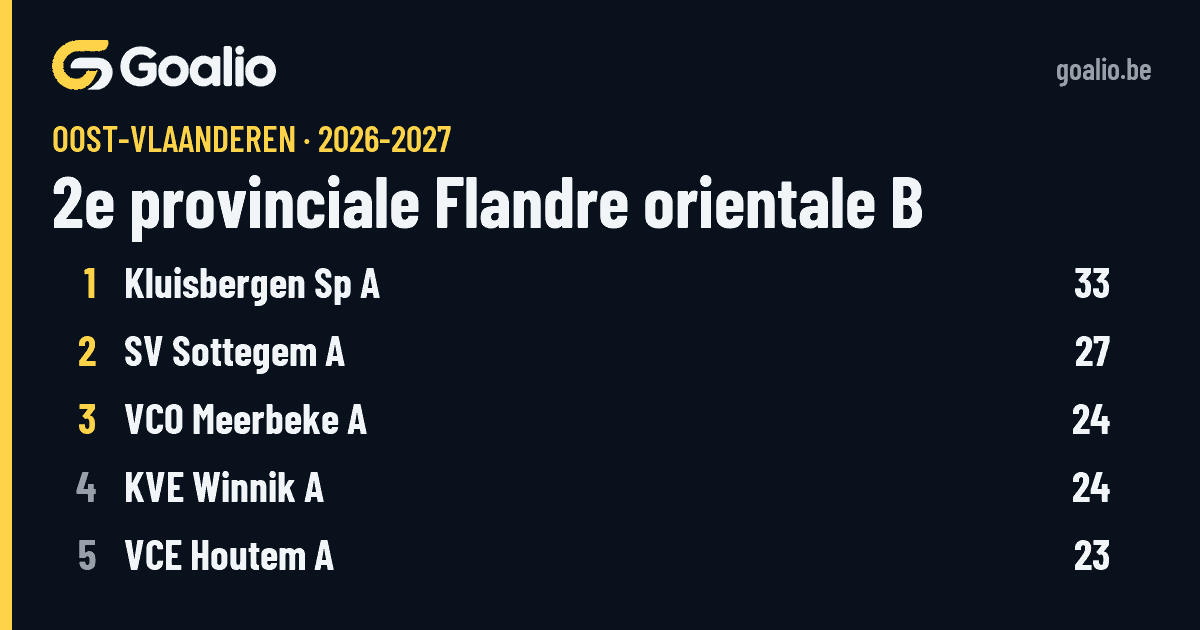 Goalio
goalio.be
OOST-VLAANDEREN · 2026-2027
2e provinciale Flandre orientale B
1 Kluisbergen Sp A 33
2 SV Sottegem A 27
3 VCO Meerbeke A 24
4 KVE Winnik A 24
5 VCE Houtem A 23